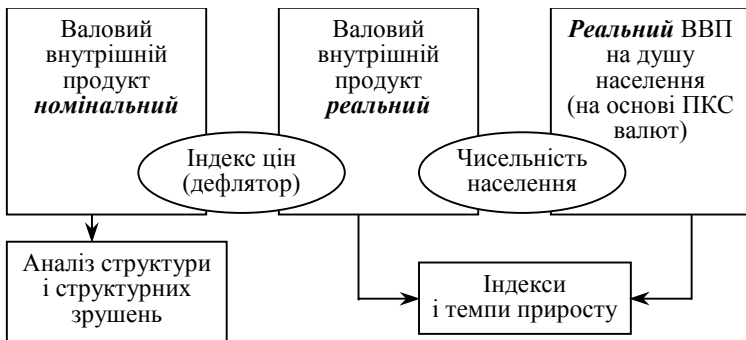 Валовий
внутрішній
продукт
номінальний
Валовий
внутрішній
продукт
реальний
Реальний ВВП
на душу
населення
(на основі ПКС
валют)
Індекс цін
(дефлятор)
Чисельність
населення
Аналіз структури
і структурних
зрушень
Індекси
і темпи приросту